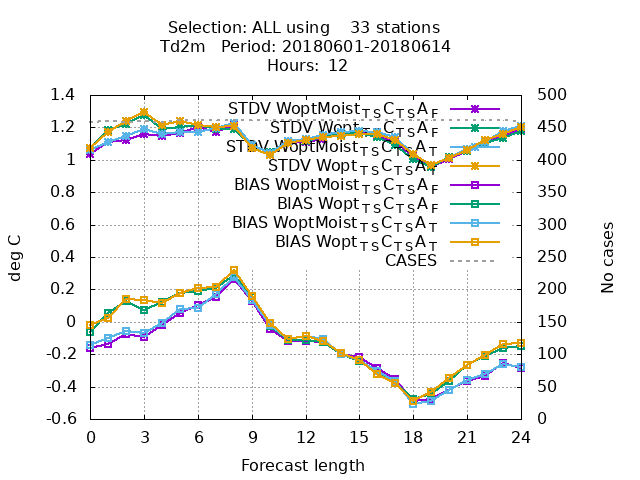 Selection: ALL using 33 stations
Td2m Period: 20180601-20180614
Hours: 12
STDV WoptMoist_TS C_TS A_F
STDV Wopt_TS C_TS A_F
STDV WoptMoist_TS C_TS A_T
STDV Wopt_TS C_TS A_T
BIAS WoptMoist_TS C_TS A_F
BIAS Wopt_TS C_TS A_F
BIAS WoptMoist_TS C_TS A_T
BIAS Wopt_TS C_TS A_T
CASES
1.4
1.2
1
0.8
0.6
0.4
0.2
0
-0.2
-0.4
-0.6
deg C
500
450
400
350
300
250
200
150
100
50
0
No cases
0 3 6 9 12 15 18 21 24
Forecast length